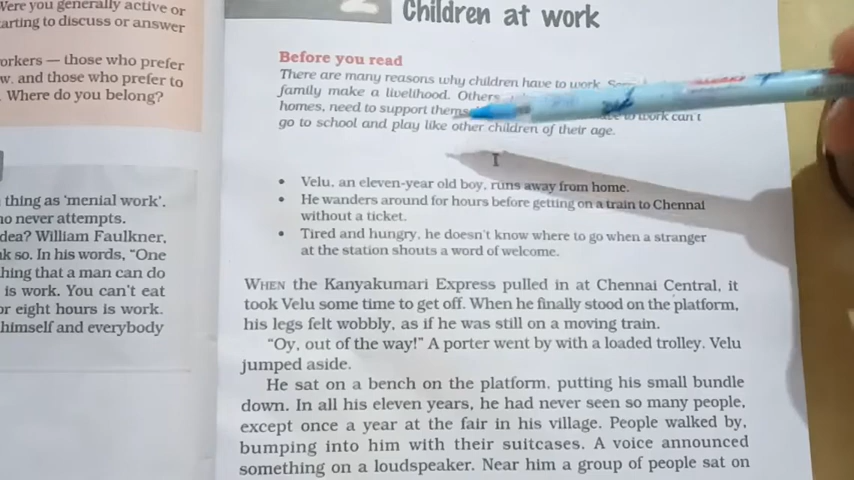 Were you generally active or
arting to discuss or answer
orkers — those who prefer
w, and those who prefer to
. Where do you belong?
thing as 'menial work'.
no never attempts.
dea? William Faulkner,
k so. In his words, "One
hing that a man can do
is work. You can't eat
or eight hours is work.
himself and everybody
2
Children at work
Before you read
There are many reasons why children have to work.
family make a livelihood. Others
homes, need to support to work can't
go to school and play like other children of their age.
• Velu, an eleven-year old boy, runs away from home.
• He wanders around for hours before getting on a train to Chennai
without a ticket.
• Tired and hungry, he doesn't know where to go when a stranger
at the station shouts a word of welcome.
WHEN the Kanyakumari Express pulled in at Chennai Central, it
took Velu some time to get off. When he finally stood on the platform,
his legs felt wobbly, as if he was still on a moving train.
"Oy, out of the way!" A porter went by with a loaded trolley. Velu
jumped aside.
He sat on a bench on the platform, putting his small bundle
down. In all his eleven years, he had never seen so many people,
except once a year at the fair in his village. People walked by,
bumping into him with their suitcases. A voice announced
something on a loudspeaker. Near him a group of people sat on